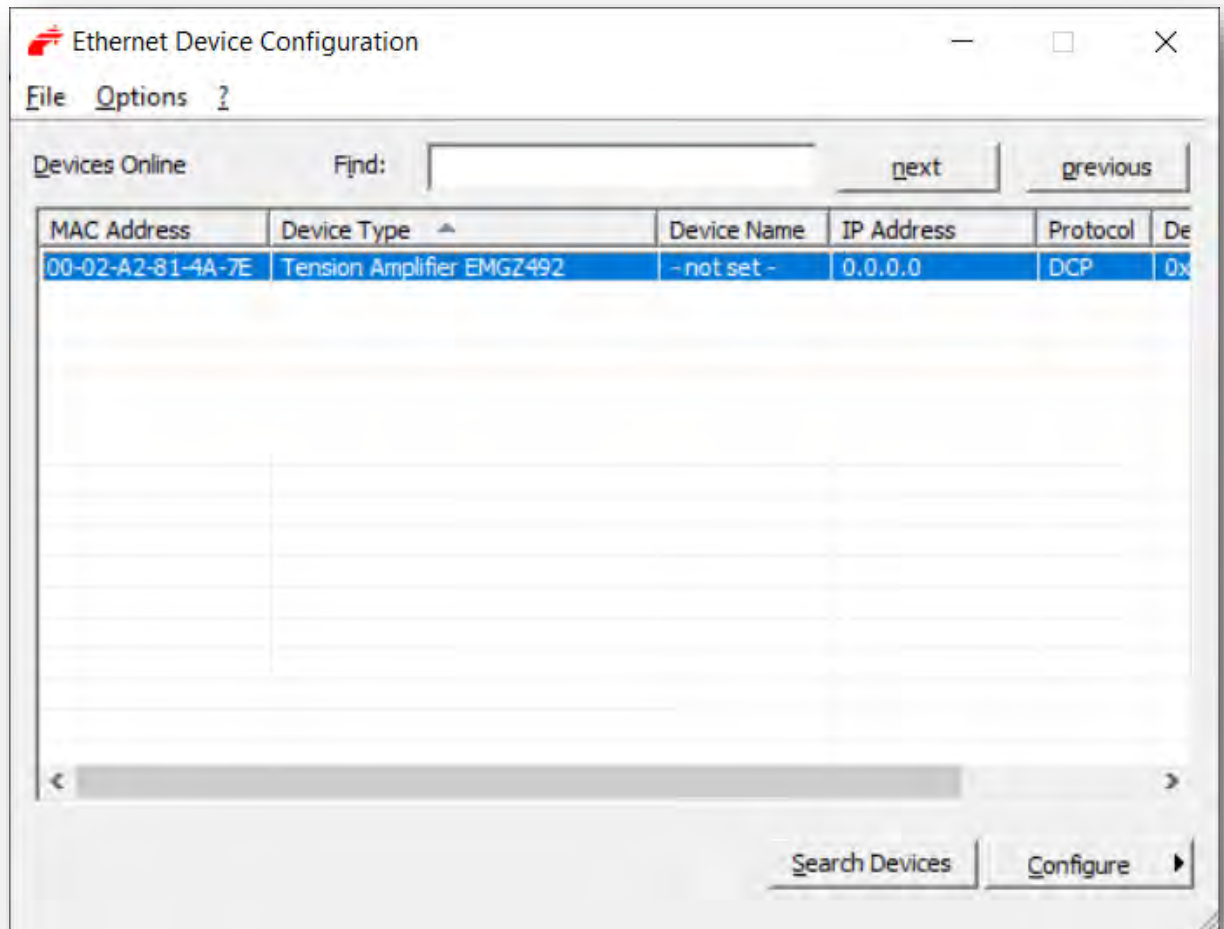 Ethernet Device Configuration
File Options ?
Devices Online Find: next previous
MAC Address Device Type Device Name IP Address Protocol De
00-02-A2-81-4A-7E Tension Amplifier EMGZ492 - not set - 0.0.0.0 DCP 0x
Search Devices Configure